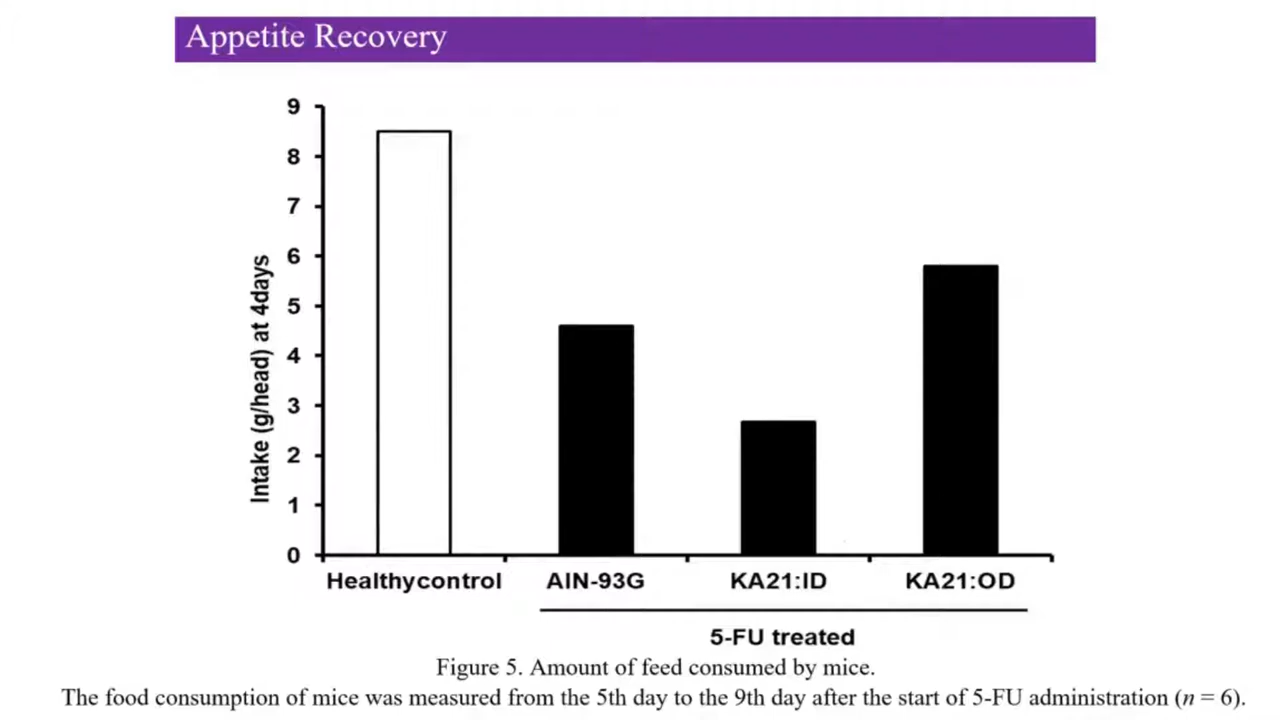 Appetite Recovery
9
8
7
6
5
4
3
2
1
0
Intake (g/head) at 4days
Healthycontrol AIN-93G KA21:ID KA21:OD
5-FU treated
Figure 5. Amount of feed consumed by mice.
The food consumption of mice was measured from the 5th day to the 9th day after the start of 5-FU administration (n = 6).